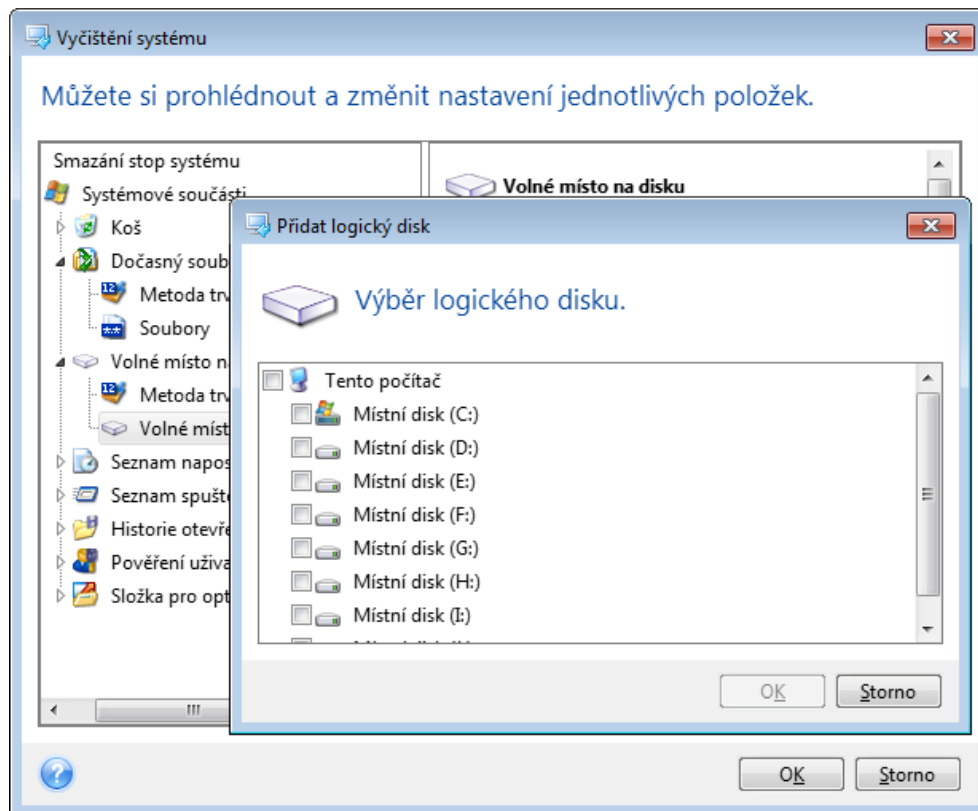 Vyčištění systému
Můžete si prohlédnout a změnit nastavení jednotlivých položek.
Smazání stop systému
Systémové součásti
Koš
Dočasný soub
Metoda trv
Soubory
Volné místo n
Metoda trv
Volné míst
Seznam napos
Seznam spušt
Historie otevře
Pověření uživa
Složka pro opt
Volné místo na disku
Přidat logický disk
Výběr logického disku.
Tento počítač
Místní disk (C:)
Místní disk (D:)
Místní disk (E:)
Místní disk (F:)
Místní disk (G:)
Místní disk (H:)
Místní disk (I:)
OK
Storno
OK
Storno